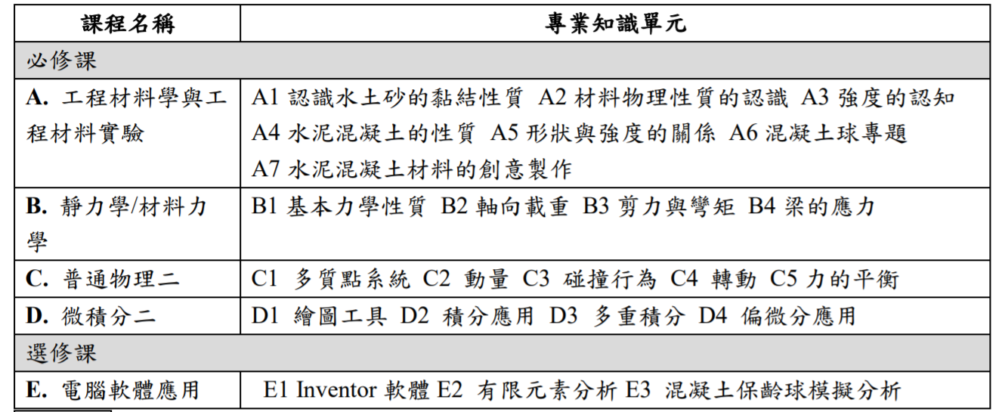 課程名稱 專業知識單元
必修課
A. 工程材料學與工 A1 認識水土砂的黏結性質 A2 材料物理性質的認識 A3 強度的認知
程材料實驗 A4 水泥混凝土的性質 A5 形狀與強度的關係 A6 混凝土球專題
A7 水泥混凝土材料的創意製作
B. 靜力學/材料力 B1 基本力學性質 B2 軸向載重 B3 剪力與彎矩 B4 梁的應力
學
C. 普通物理二 C1 多質點系統 C2 動量 C3 碰撞行為 C4 轉動 C5 力的平衡
D. 微積分二 D1 繪圖工具 D2 積分應用 D3 多重積分 D4 偏微分應用
選修課
E. 電腦軟體應用 E1 Inventor 軟體 E2 有限元素分析 E3 混凝土保齡球模擬分析